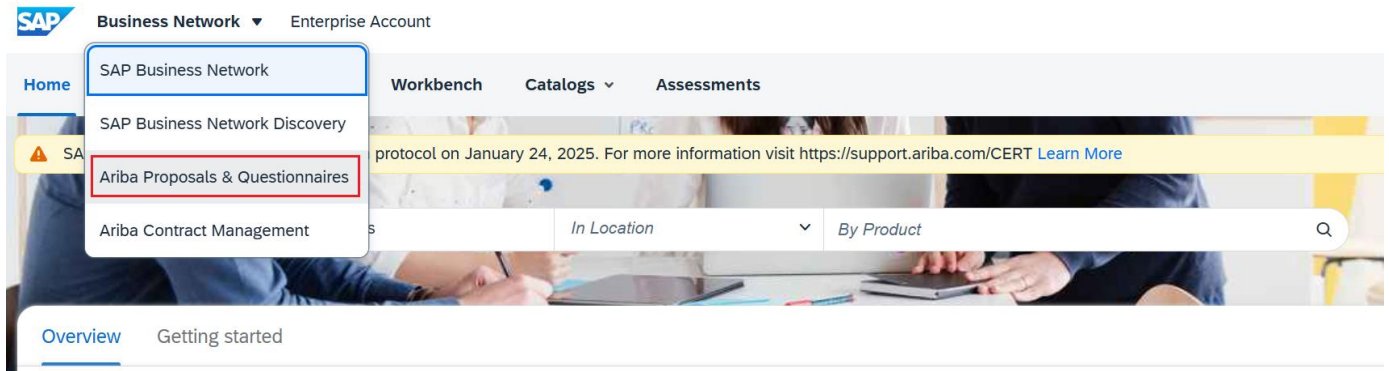 SAP Business Network ▼ Enterprise Account
Home Workbench Catalogs Assessments
SAP Business Network
SAP Business Network Discovery
Ariba Proposals & Questionnaires
Ariba Contract Management
SA protocol on January 24, 2025. For more information visit https://support.ariba.com/CERT Learn More
s In Location By Product
Overview Getting started